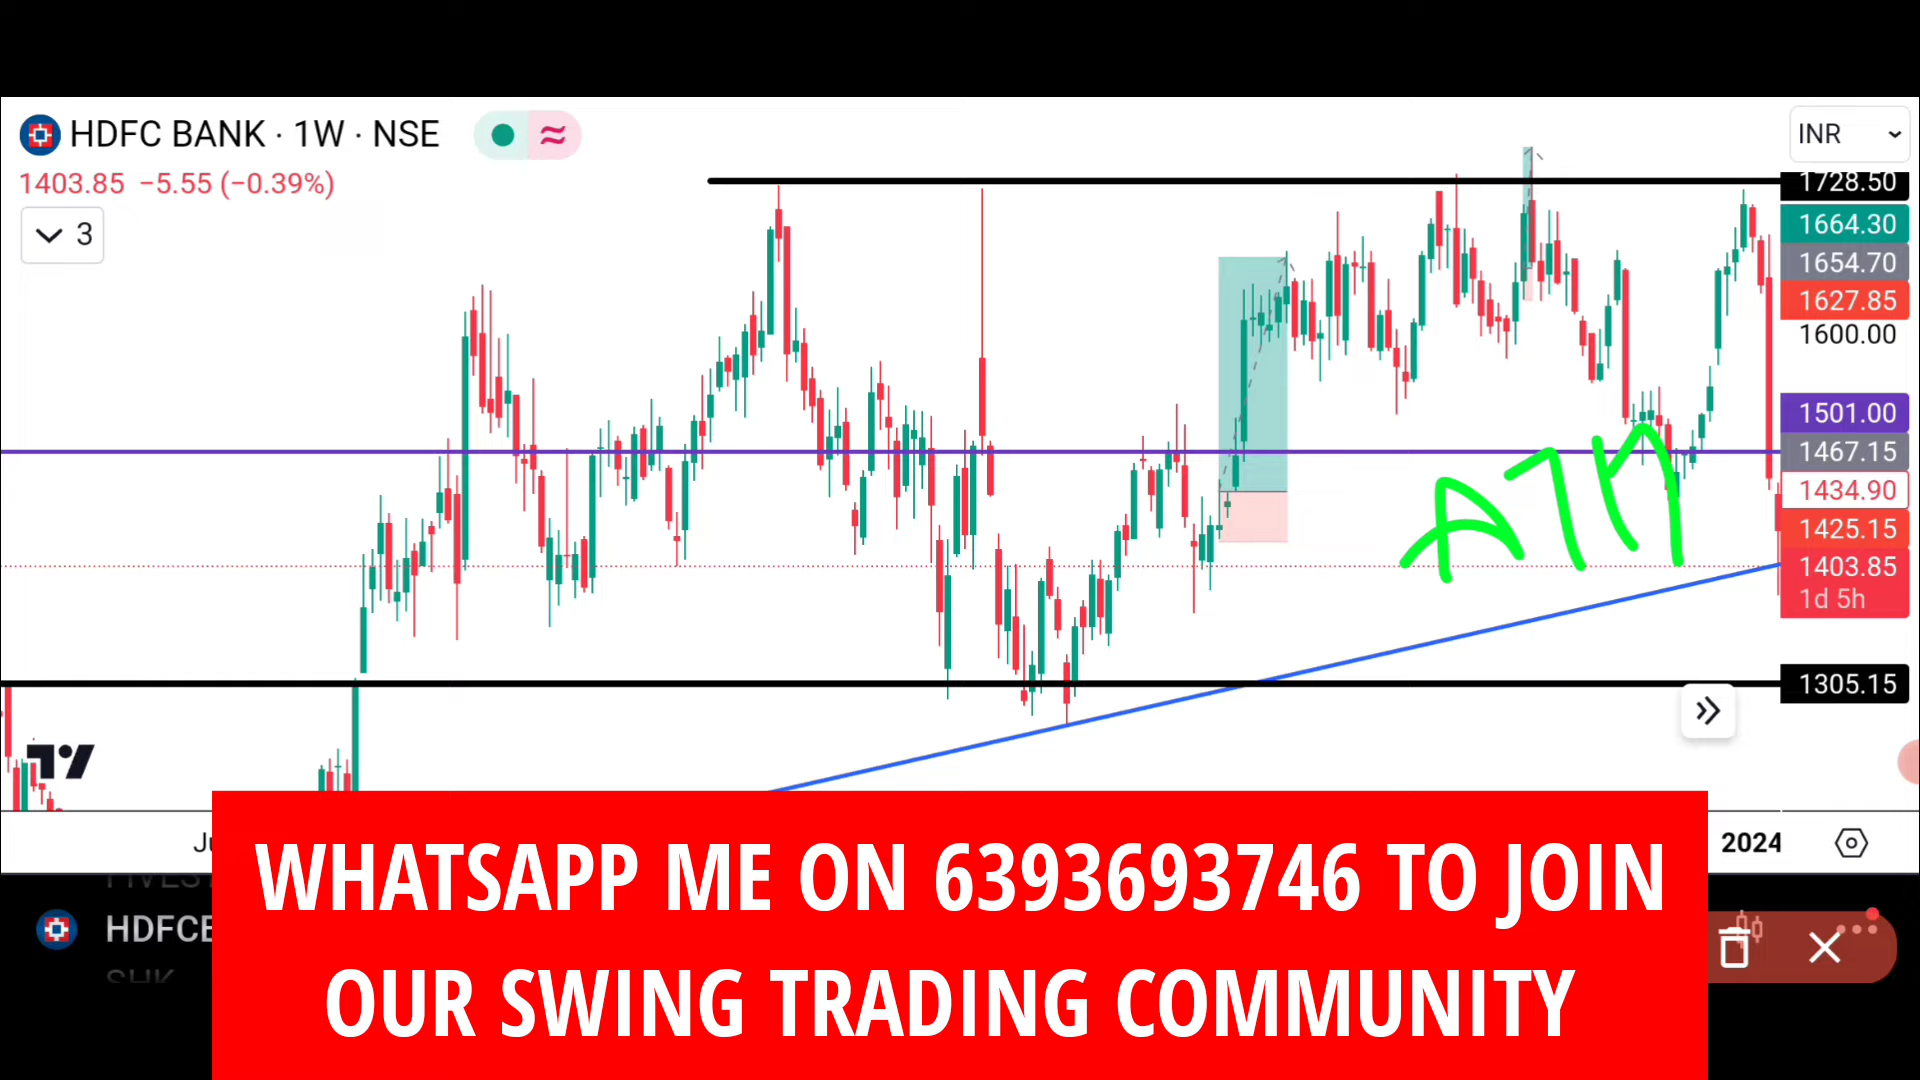 HDFC BANK · 1W · NSE
INR
1403.85 −5.55 (−0.39%)
3
1728.50
1664.30
1654.70
1627.85
1600.00
1501.00
1467.15
1434.90
1425.15
1403.85
1d 5h
1305.15
ATM
2024
HDFCB
WHATSAPP ME ON 6393693746 TO JOIN
OUR SWING TRADING COMMUNITY